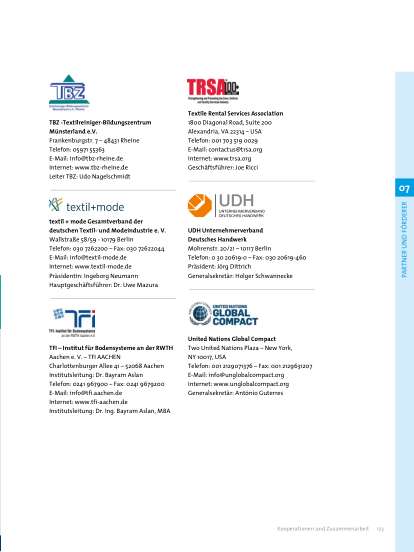 TBZ
TBZ -Textilreiniger-Bildungszentrum
Münsterland e.V.
Frankenburgstr. 7 – 48431 Rheine
Telefon: 05971 55363
E-Mail: Info@tbz-rheine.de
Internet: www.tbz-rheine.de
Leiter TBZ: Udo Nagelschmidt
textil+mode
textil + mode Gesamtverband der
deutschen Textil- und Modeindustrie e. V.
Wallstraße 58/59 - 10179 Berlin
Telefon: 030 7262200 – Fax: 030 72622044
E-Mail: info@textil-mode.de
Internet: www.textil-mode.de
Präsidentin: Ingeborg Neumann
Hauptgeschäftsführer: Dr. Uwe Mazura
TFI
TFI – Institut für Bodensysteme an der RWTH
Aachen e. V. – TFI AACHEN
Charlottenburger Allee 41 – 52068 Aachen
Institutsleitung: Dr. Bayram Aslan
Telefon: 0241 967900 – Fax: 0241 9679200
E-Mail: info@tfi.aachen.de
Internet: www.tfi-aachen.de
Institutsleitung: Dr. Ing. Bayram Aslan, MBA
TRSA
Textile Rental Services Association
1800 Diagonal Road, Suite 200
Alexandria, VA 22314 – USA
Telefon: 001 703 519 0029
E-Mail: contactus@trsa.org
Internet: www.trsa.org
Geschäftsführer: Joe Ricci
UDH
UNTERNEHMERVERBAND
DEUTSCHES HANDWERK
UDH Unternehmerverband
Deutsches Handwerk
Mohrenstr. 20/21 – 10117 Berlin
Telefon: 0 30 20619-0 – Fax: 030 20619-460
Präsident: Jörg Dittrich
Generalsekretär: Holger Schwannecke
UNITED NATIONS
GLOBAL
COMPACT
United Nations Global Compact
Two United Nations Plaza – New York,
NY 10017, USA
Telefon: 001 2129071376 – Fax: 001 2129631207
E-Mail: info@unglobalcompact.org
Internet: www.unglobalcompact.org
Generalsekretär: António Guterres
07
PARTNER UND FÖRDERER
Kooperationen und Zusammenarbeit